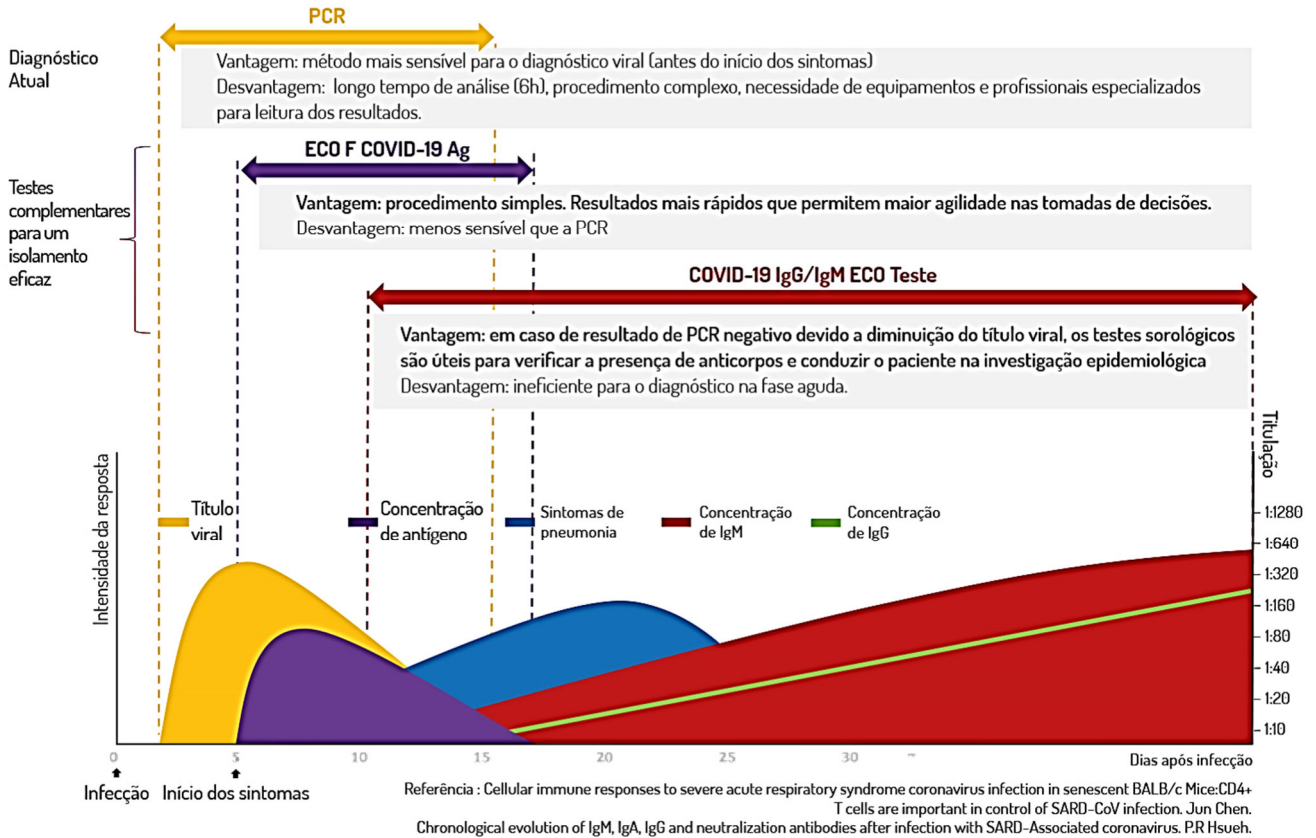 PCR
Diagnóstico
Atual
Vantagem: método mais sensível para o diagnóstico viral (antes do início dos sintomas)
Desvantagem: longo tempo de análise (6h), procedimento complexo, necessidade de equipamentos e profissionais especializados
para leitura dos resultados.
ECO F COVID-19 Ag
Testes
complementares
para um
isolamento
eficaz
Vantagem: procedimento simples. Resultados mais rápidos que permitem maior agilidade nas tomadas de decisões.
Desvantagem: menos sensível que a PCR
COVID-19 IgG/IgM ECO Teste
Vantagem: em caso de resultado de PCR negativo devido a diminuição do título viral, os testes sorológicos
são úteis para verificar a presença de anticorpos e conduzir o paciente na investigação epidemiológica
Desvantagem: ineficiente para o diagnóstico na fase aguda.
Intensidade da resposta
Título
viral
Concentração
de antígeno
Sintomas de
pneumonia
Concentração
de IgM
Concentração
de IgG
Titulação
1:1280
1:640
1:320
1:160
1:80
1:40
1:20
1:10
0 5 10 15 20 25 30 ~
Dias após infecção
Infecção
Início dos sintomas
Referência : Cellular immune responses to severe acute respiratory syndrome coronavirus infection in senescent BALB/c Mice:CD4+
T cells are important in control of SARD-CoV infection. Jun Chen.
Chronological evolution of IgM, IgA, IgG and neutralization antibodies after infection with SARD-Associated coronavirus. P.R Hsueh.